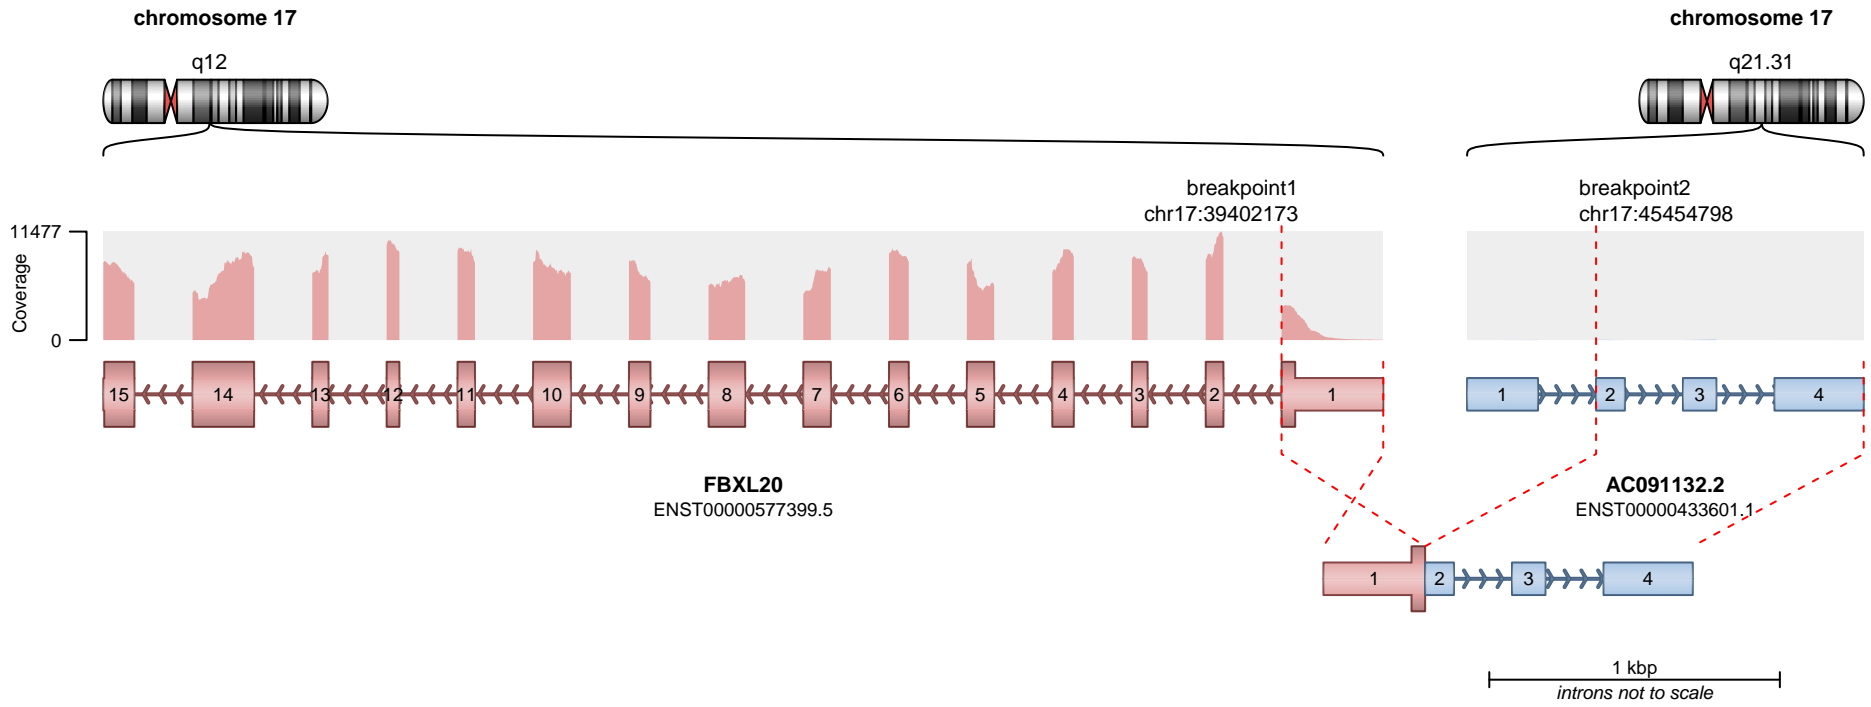 chromosome 17
chromosome 17
q12
q21.31
breakpoint1
chr17:39402173
breakpoint2
chr17:45454798
11477
Coverage
0
15 14 13 12 11 10 9 8 7 6 5 4 3 2 1
1 2 3 4
FBXL20
ENST00000577399.5
AC091132.2
ENST00000433601.1
1 2 3 4
1 kbp
introns not to scale